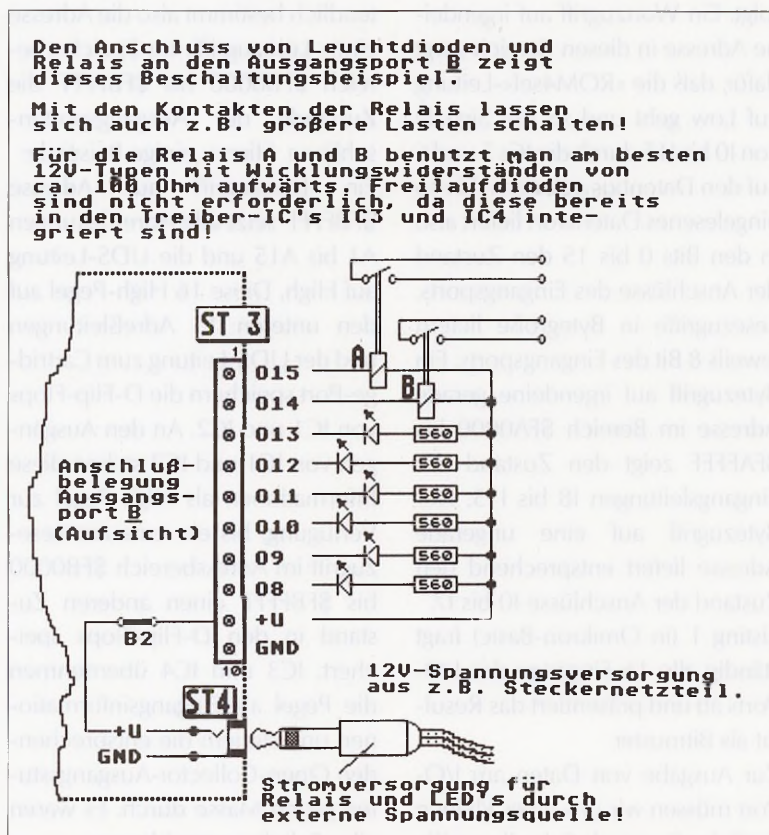 Den Anschluss von Leuchtdioden und
Relais an den Ausgangsport B zeigt
dieses Beschaltungsbeispiel.
Mit den Kontakten der Relais lassen
sich auch z.B. größere Lasten schalten!
Für die Relais A und B benutzt man am besten
12V-Typen mit Wicklungswiderständen von
ca. 100 Ohm aufwärts. Freilaufdioden
sind nicht erforderlich, da diese bereits
in den Treiber-IC's IC3 und IC4 inte-
griert sind!
ST 3
1
A
B
O15
O14
O13
O12
O11
O10
O9
O8
+U
GND
10
560
560
560
560
560
560
Anschluß-
belegung
Ausgangs-
port B
(Aufsicht)
B2
ST4
+U
GND
12V-Spannungsversorgung
aus z.B. Steckernetzteil.
Stromversorgung für
Relais und LED's durch
externe Spannungsquelle!